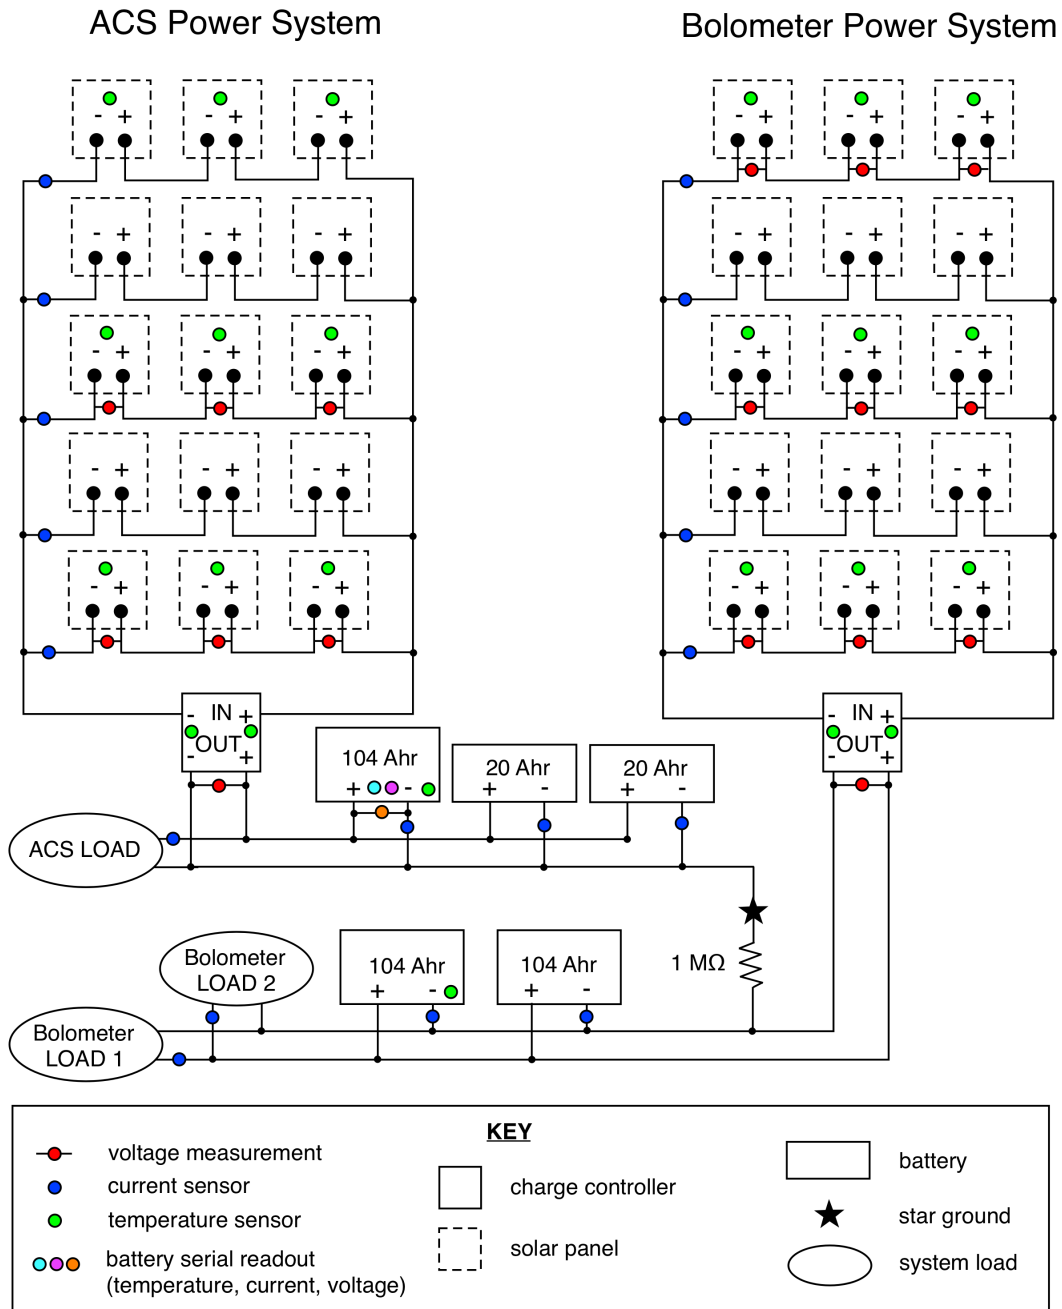 ACS Power System
Bolometer Power System
- + - + - +
- + - + - +
- + - + - +
- + - + - +
- + - + - +
- + - + - +
- + - + - +
- + - + - +
- + - + - +
- + - + - +
- IN +
OUT
- +
- IN +
OUT
- +
104 Ahr
+ -
20 Ahr
+ -
20 Ahr
+ -
ACS LOAD
1 MΩ
Bolometer
LOAD 2
104 Ahr
+ -
104 Ahr
+ -
Bolometer
LOAD 1
KEY
voltage measurement
current sensor
temperature sensor
battery serial readout
(temperature, current, voltage)
charge controller
solar panel
battery
star ground
system load